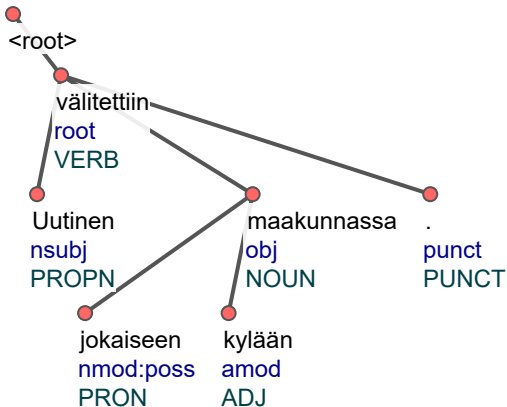 <root>
välitettiin
root
VERB
Uutinen maakunnassa .
nsubj obj punct
PROPN NOUN PUNCT
jokaiseen kylään
nmod:poss amod
PRON ADJ